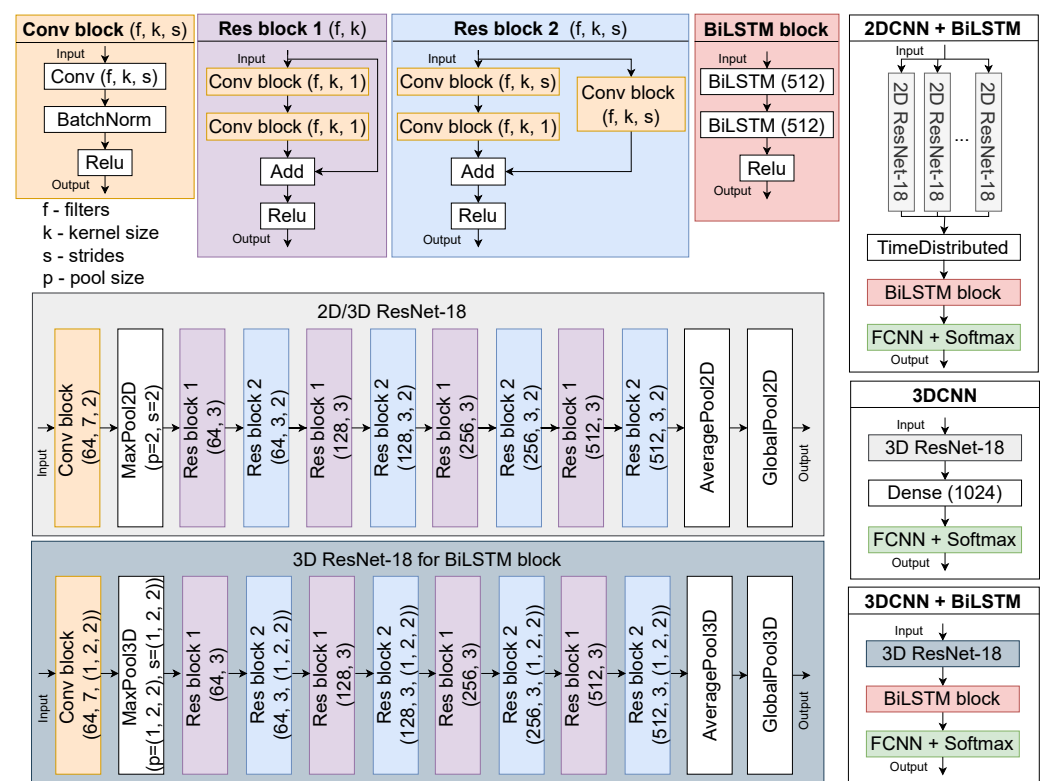 Conv block (f, k, s)
Input
Conv (f, k, s)
BatchNorm
Relu
Output
f - filters
k - kernel size
s - strides
p - pool size
Res block 1 (f, k)
Input
Conv block (f, k, 1)
Conv block (f, k, 1)
Add
Relu
Output
Res block 2 (f, k, s)
Input
Conv block (f, k, s)
Conv block (f, k, 1)
Conv block
(f, k, s)
Add
Relu
Output
BiLSTM block
Input
BiLSTM (512)
BiLSTM (512)
Relu
Output
2DCNN + BiLSTM
Input
2D ResNet-18
2D ResNet-18
...
2D ResNet-18
TimeDistributed
BiLSTM block
FCNN + Softmax
Output
2D/3D ResNet-18
Input
Conv block
(64, 7, 2)
MaxPool2D
(p=2, s=2)
Res block 1
(64, 3)
Res block 2
(64, 3, 2)
Res block 1
(128, 3)
Res block 2
(128, 3, 2)
Res block 1
(256, 3)
Res block 2
(256, 3, 2)
Res block 1
(512, 3)
Res block 2
(512, 3, 2)
AveragePool2D
GlobalPool2D
Output
3DCNN
Input
3D ResNet-18
Dense (1024)
FCNN + Softmax
Output
3D ResNet-18 for BiLSTM block
Input
Conv block
(64, 7, (1, 2, 2))
MaxPool3D
(p=(1, 2, 2), s=(1, 2, 2))
Res block 1
(64, 3)
Res block 2
(64, 3, (1, 2, 2))
Res block 1
(128, 3)
Res block 2
(128, 3, (1, 2, 2))
Res block 1
(256, 3)
Res block 2
(256, 3, (1, 2, 2))
Res block 1
(512, 3)
Res block 2
(512, 3, (1, 2, 2))
AveragePool3D
GlobalPool3D
Output
3DCNN + BiLSTM
Input
3D ResNet-18
BiLSTM block
FCNN + Softmax
Output